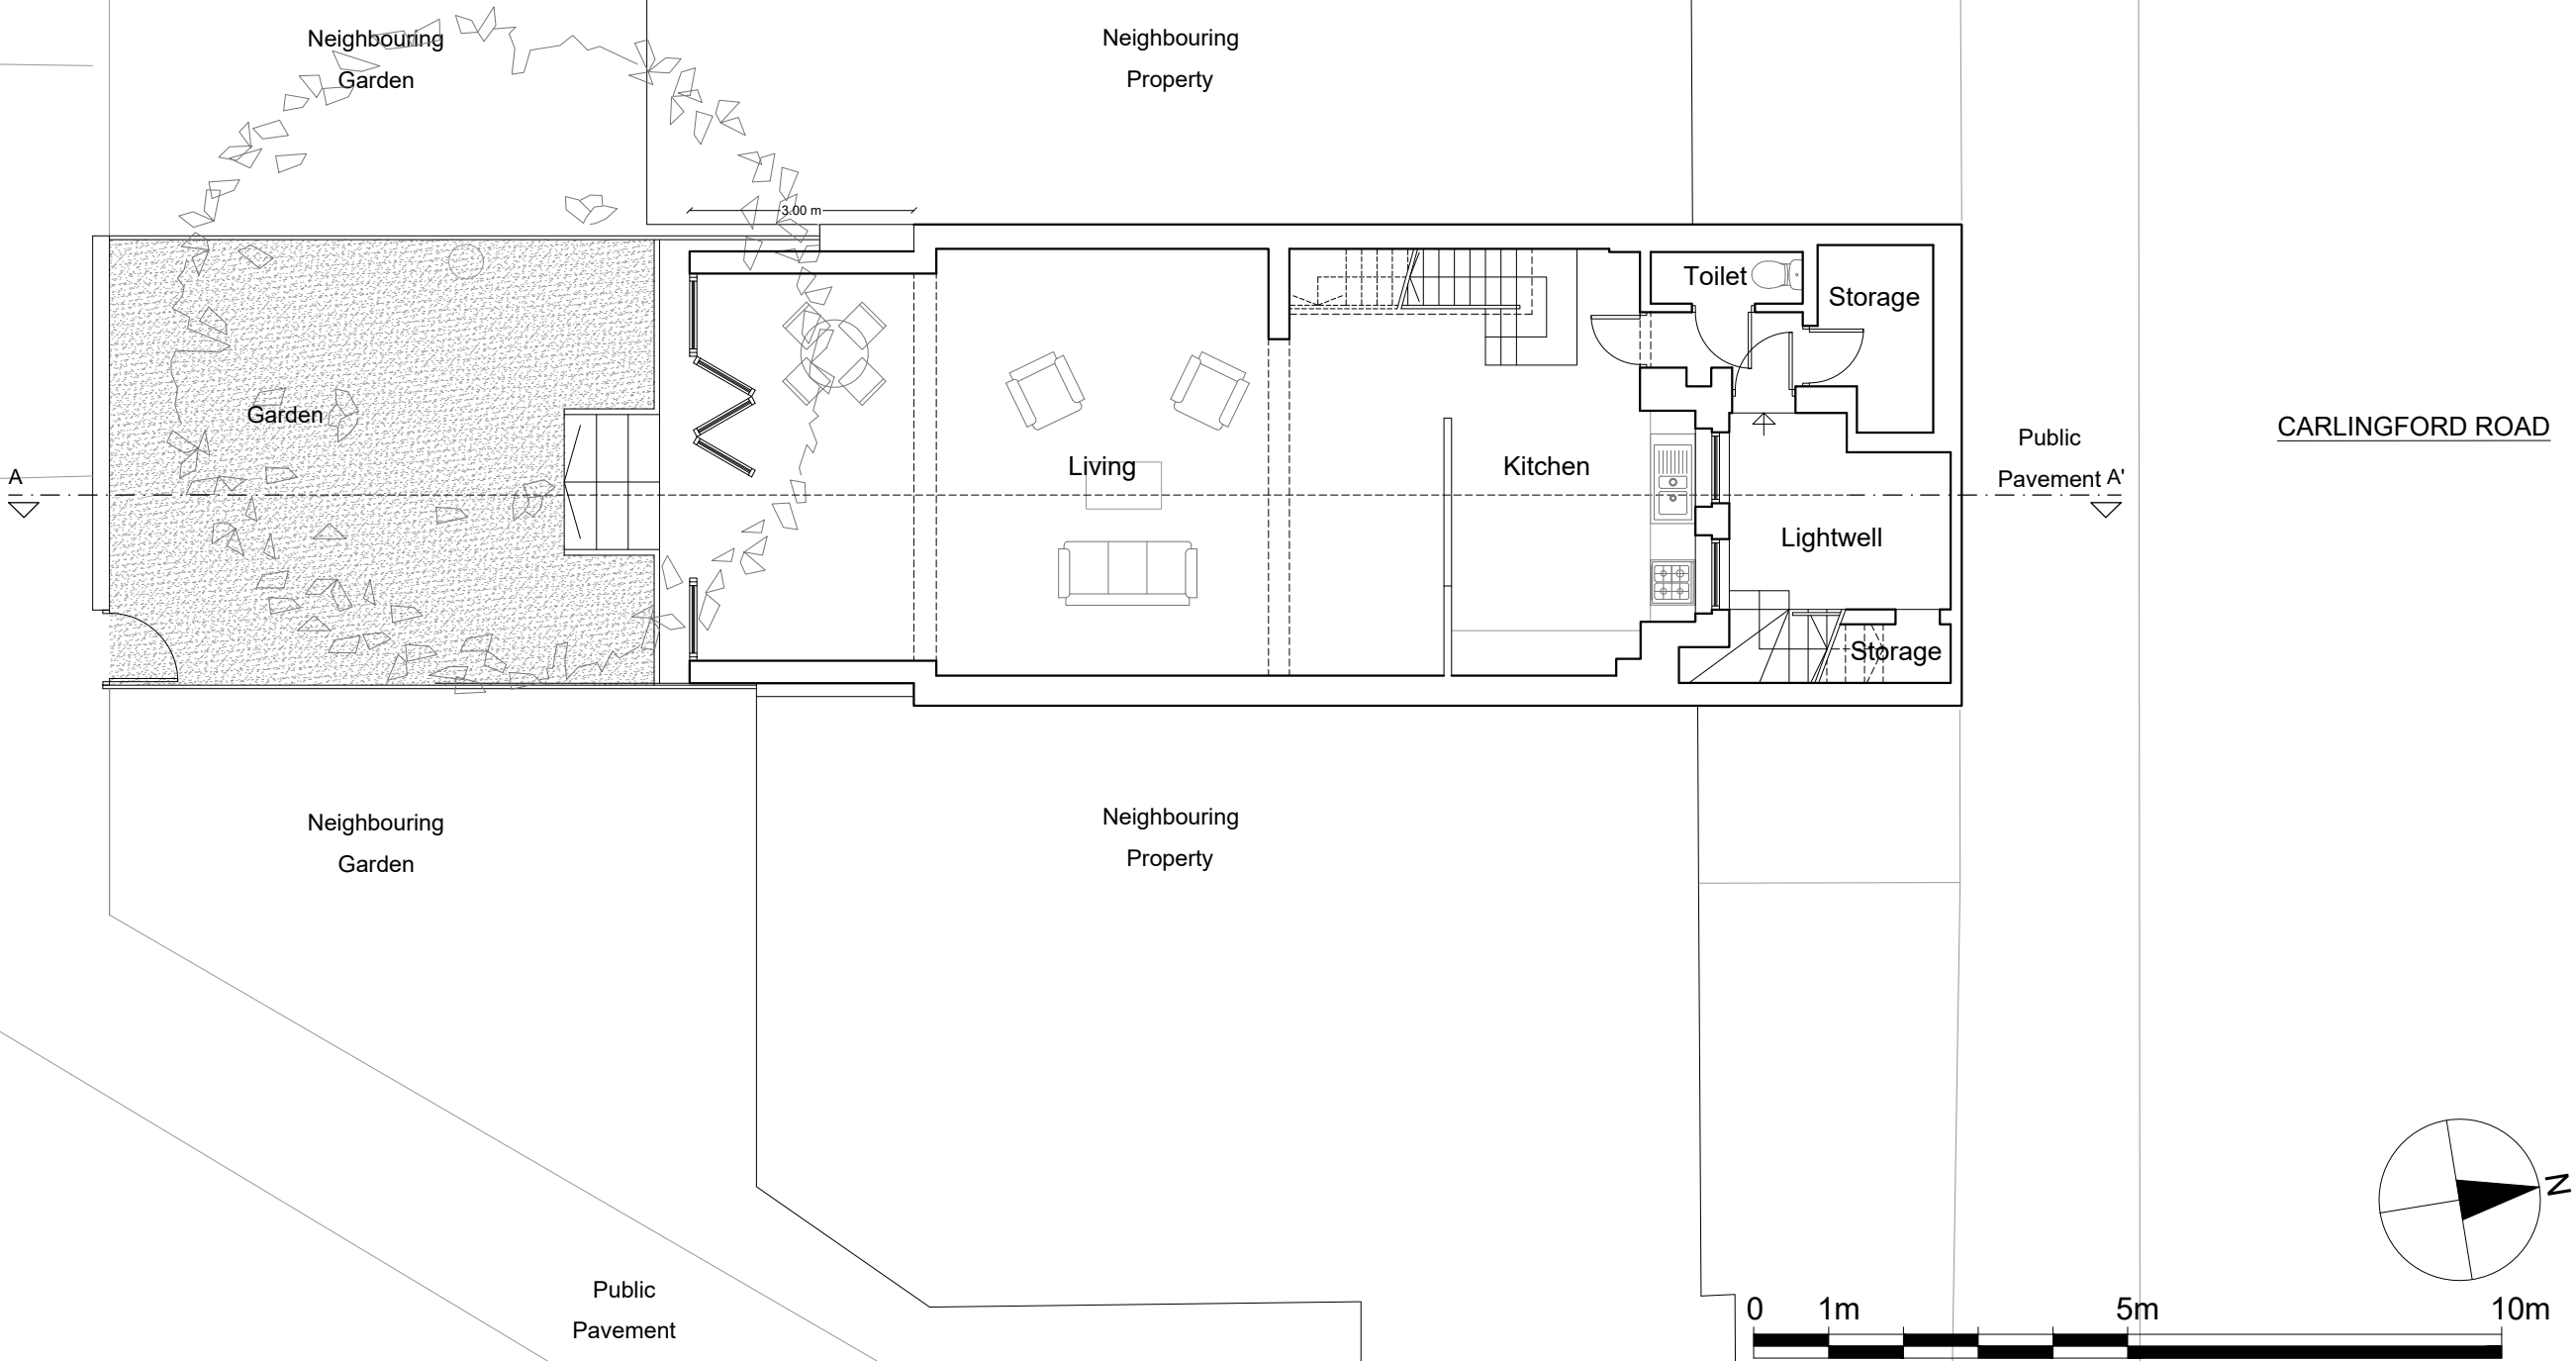 Neighbouring
Garden
Neighbouring
Property
3.00 m
Toilet
Storage
Garden
Living
Kitchen
Public
Pavement
CARLINGFORD ROAD
A
A'
Lightwell
Storage
Neighbouring
Garden
Neighbouring
Property
Public
Pavement
N
0 1m 5m 10m